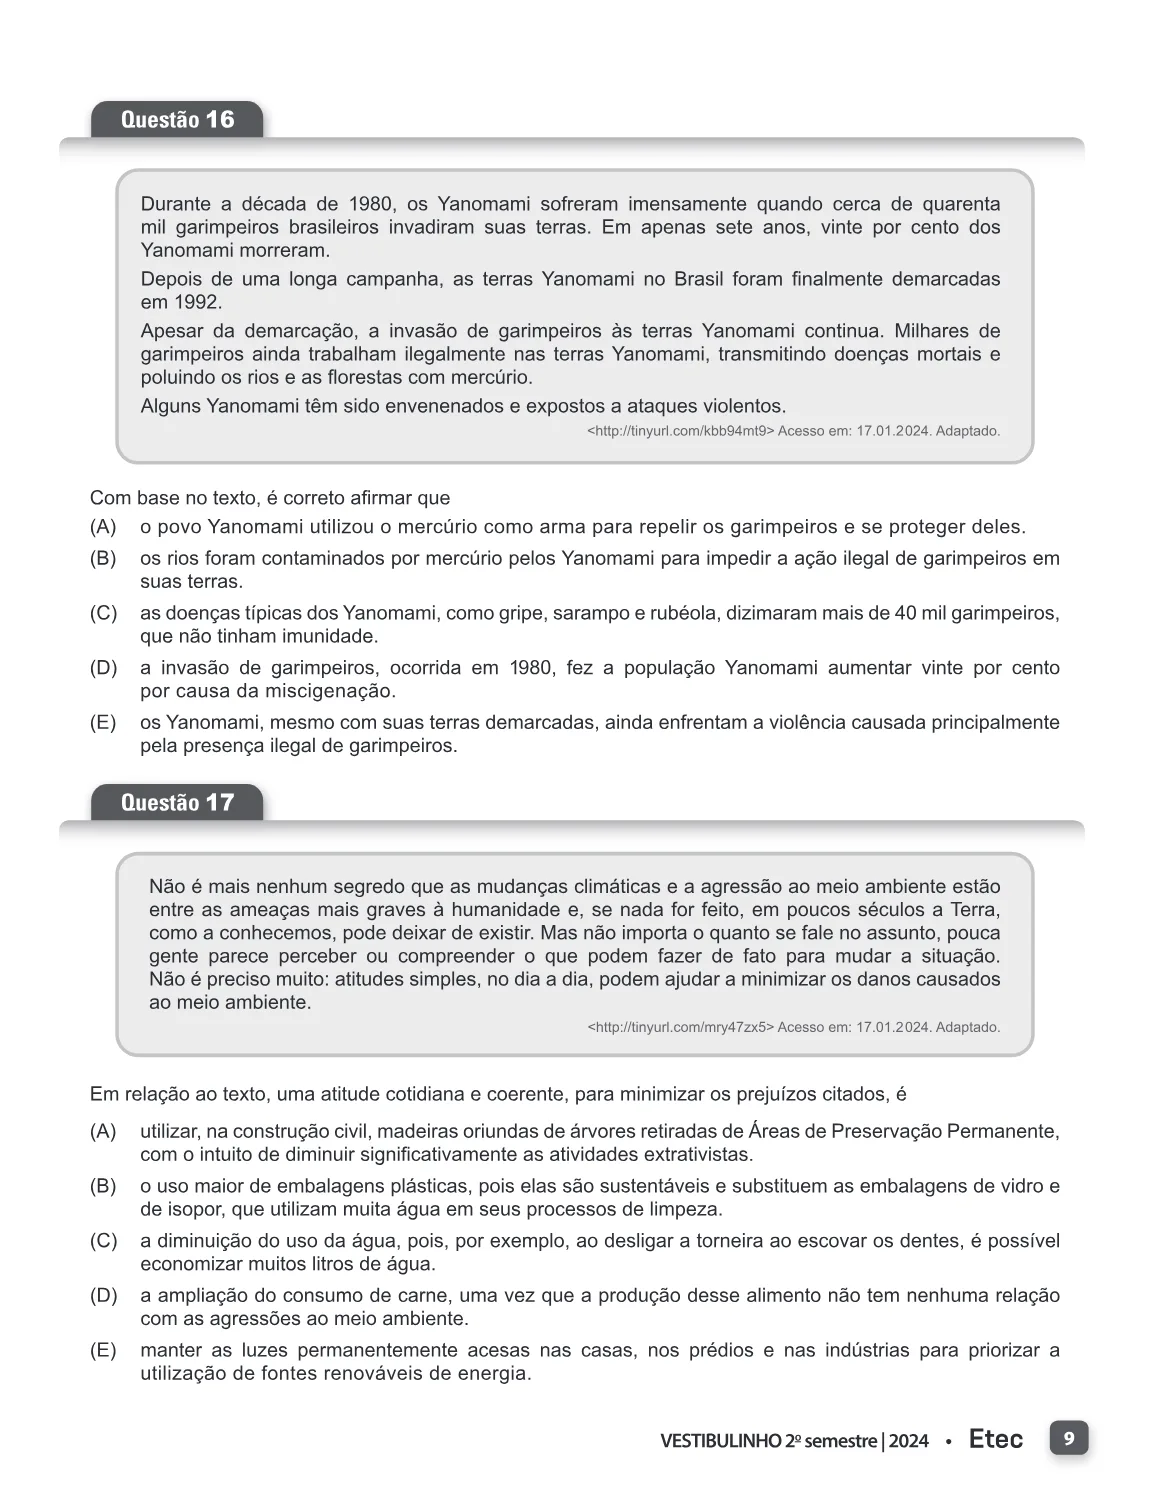 Questão 16
Durante a década de 1980, os Yanomami sofreram imensamente quando cerca de quarenta
mil garimpeiros brasileiros invadiram suas terras. Em apenas sete anos, vinte por cento dos
Yanomami morreram.
Depois de uma longa campanha, as terras Yanomami no Brasil foram finalmente demarcadas
em 1992.
Apesar da demarcação, a invasão de garimpeiros às terras Yanomami continua. Milhares de
garimpeiros ainda trabalham ilegalmente nas terras Yanomami, transmitindo doenças mortais e
poluindo os rios e as florestas com mercúrio.
Alguns Yanomami têm sido envenenados e expostos a ataques violentos.
<http://tinyurl.com/kbb94mt9> Acesso em: 17.01.2024. Adaptado.
Com base no texto, é correto afirmar que
(A) o povo Yanomami utilizou o mercúrio como arma para repelir os garimpeiros e se proteger deles.
(B) os rios foram contaminados por mercúrio pelos Yanomami para impedir a ação ilegal de garimpeiros em
suas terras.
(C) as doenças típicas dos Yanomami, como gripe, sarampo e rubéola, dizimaram mais de 40 mil garimpeiros,
que não tinham imunidade.
(D) a invasão de garimpeiros, ocorrida em 1980, fez a população Yanomami aumentar vinte por cento
por causa da miscigenação.
(E) os Yanomami, mesmo com suas terras demarcadas, ainda enfrentam a violência causada principalmente
pela presença ilegal de garimpeiros.
Questão 17
Não é mais nenhum segredo que as mudanças climáticas e a agressão ao meio ambiente estão
entre as ameaças mais graves à humanidade e, se nada for feito, em poucos séculos a Terra,
como a conhecemos, pode deixar de existir. Mas não importa o quanto se fale no assunto, pouca
gente parece perceber ou compreender o que podem fazer de fato para mudar a situação.
Não é preciso muito: atitudes simples, no dia a dia, podem ajudar a minimizar os danos causados
ao meio ambiente.
<http://tinyurl.com/mry47zx5> Acesso em: 17.01.2024. Adaptado.
Em relação ao texto, uma atitude cotidiana e coerente, para minimizar os prejuízos citados, é
(A) utilizar, na construção civil, madeiras oriundas de árvores retiradas de Áreas de Preservação Permanente,
com o intuito de diminuir significativamente as atividades extrativistas.
(B) o uso maior de embalagens plásticas, pois elas são sustentáveis e substituem as embalagens de vidro e
de isopor, que utilizam muita água em seus processos de limpeza.
(C) a diminuição do uso da água, pois, por exemplo, ao desligar a torneira ao escovar os dentes, é possível
economizar muitos litros de água.
(D) a ampliação do consumo de carne, uma vez que a produção desse alimento não tem nenhuma relação
com as agressões ao meio ambiente.
(E) manter as luzes permanentemente acesas nas casas, nos prédios e nas indústrias para priorizar a
utilização de fontes renováveis de energia.
VESTIBULINHO 2º semestre | 2024 • Etec 9